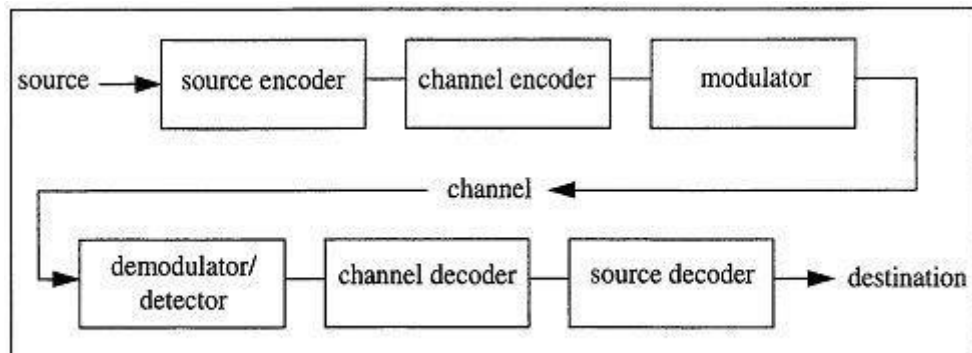 source
source encoder
channel encoder
modulator
channel
demodulator/
detector
channel decoder
source decoder
destination